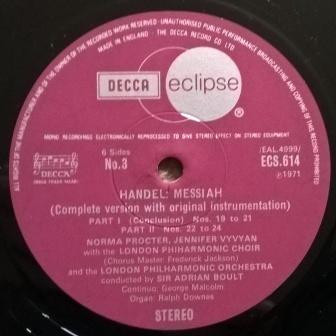 ALL RIGHTS OF THE MANUFACTURER AND OF THE OWNER OF THE RECORDED WORK RESERVED · UNAUTHORISED PUBLIC PERFORMANCE BROADCASTING AND COPYING OF THIS RECORD PROHIBITED
MADE IN ENGLAND · THE DECCA RECORD CO LTD
DECCA eclipse ®
MONO RECORDINGS ELECTRONICALLY REPROCESSED TO GIVE STEREO EFFECT ON STEREO EQUIPMENT
6 Sides
No.3
/EAL.4999/
ECS.614
DECCA
℗1971
HANDEL: MESSIAH
(Complete version with original instrumentation)
PART I (Conclusion) Nos. 19 to 21
PART II Nos. 22 to 24
NORMA PROCTER, JENNIFER VYVYAN
with the LONDON PHILHARMONIC CHOIR
(Chorus Master: Frederick Jackson)
and the LONDON PHILHARMONIC ORCHESTRA
conducted by SIR ADRIAN BOULT
Continuo: George Malcolm
Organ: Ralph Downes
STEREO